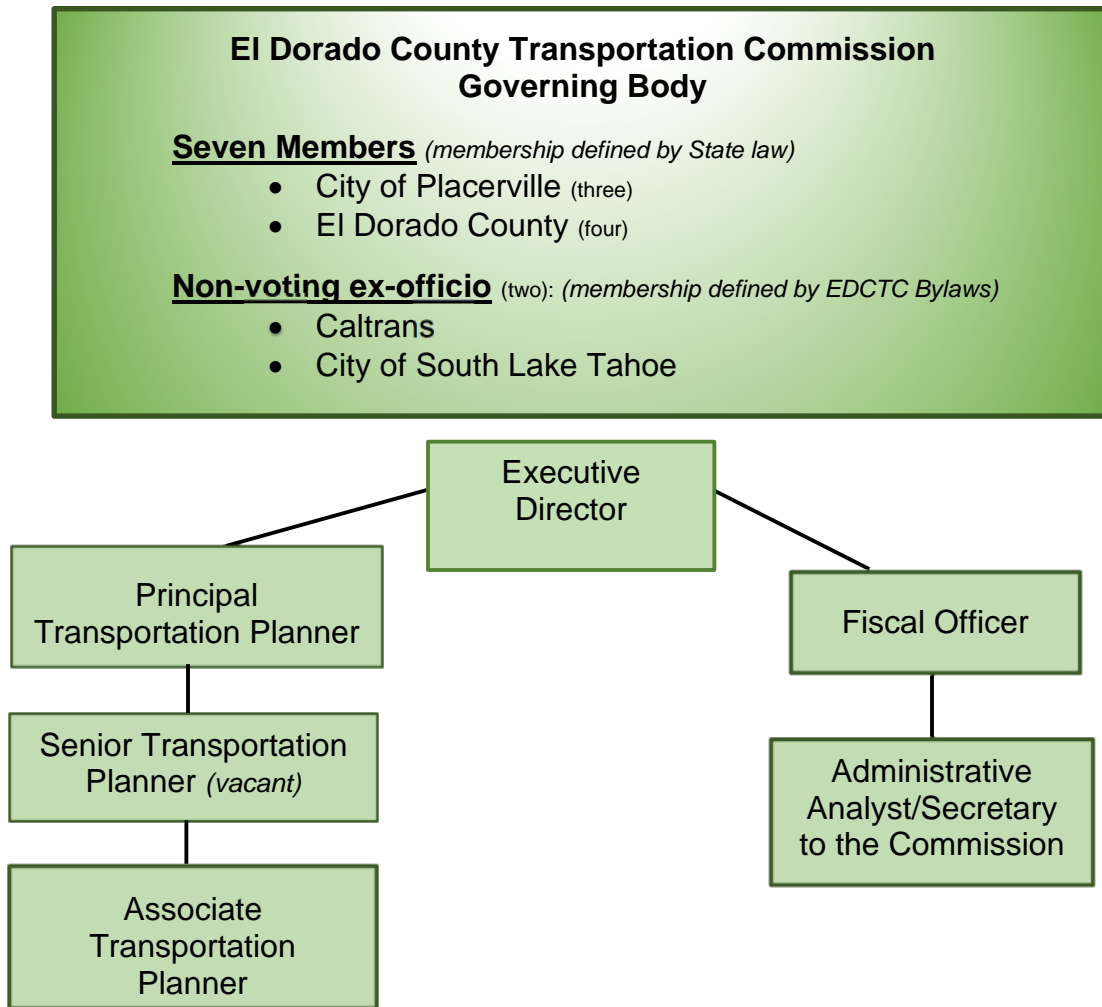 El Dorado County Transportation Commission
Governing Body
Seven Members (membership defined by State law)
• City of Placerville (three)
• El Dorado County (four)
Non-voting ex-officio (two): (membership defined by EDCTC Bylaws)
• Caltrans
• City of South Lake Tahoe
Executive
Director
Principal
Transportation Planner
Fiscal Officer
Senior Transportation
Planner (vacant)
Administrative
Analyst/Secretary
to the Commission
Associate
Transportation
Planner